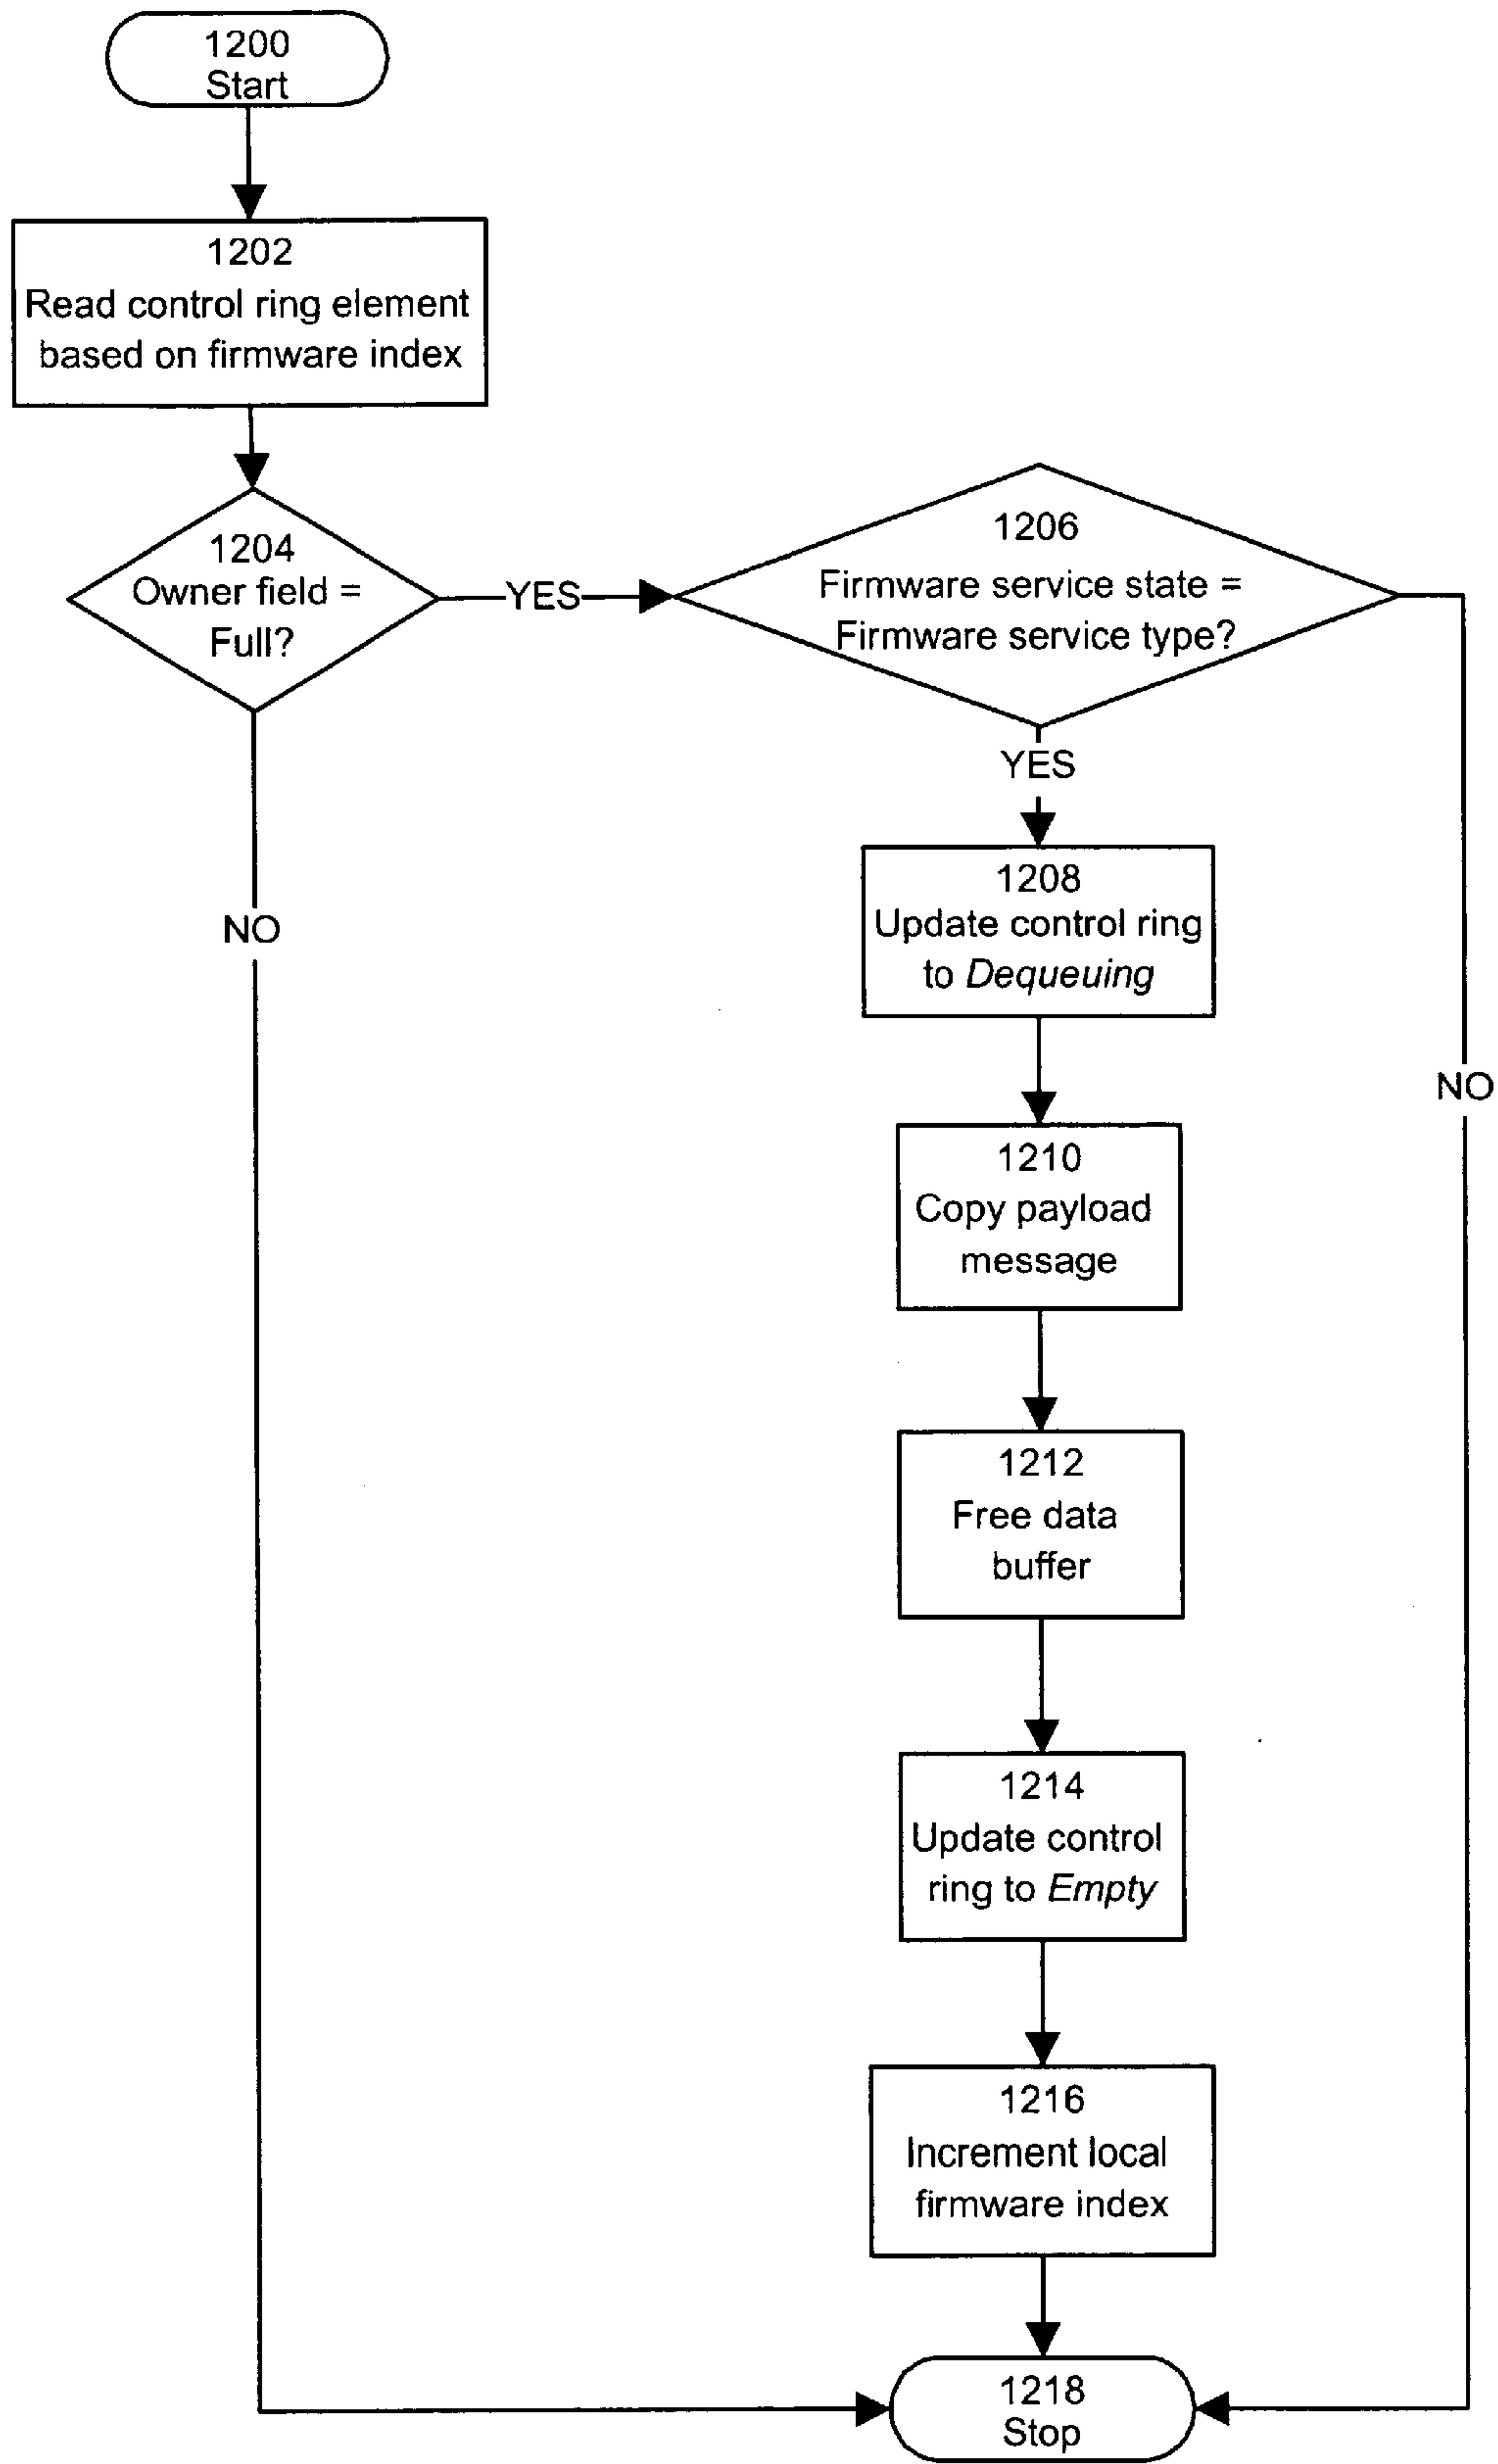 1200
Start
1202
Read control ring element
based on firmware index
1204
Owner field =
Full?
YES
1206
Firmware service state =
Firmware service type?
YES
NO
1208
Update control ring
to Dequeuing
NO
1210
Copy payload
message
1212
Free data
buffer
1214
Update control
ring to Empty
1216
Increment local
firmware index
1218
Stop